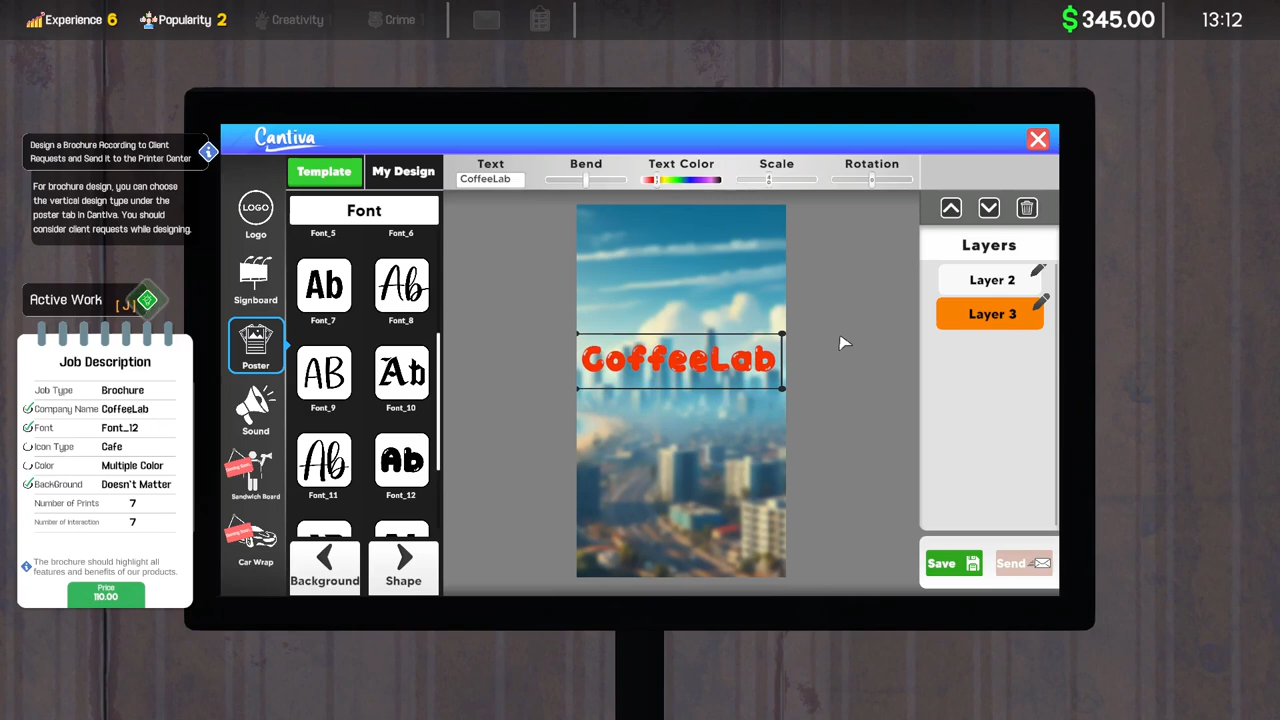 Experience 6
Popularity 2
Creativity
Crime
$ 345.00
13:12
Cantiva
Design a Brochure According to Client
Requests and Send it to the Printer Center
For brochure design, you can choose
the vertical design type under the
poster tab in Cantiva. You should
consider client requests while designing.
Active Work
[J]
Job Description
Job Type Brochure
Company Name CoffeeLab
Font Font_12
Icon Type Cafe
Color Multiple Color
BackGround Doesn't Matter
Number of Prints 7
Number of Interaction 7
The brochure should highlight all
features and benefits of our products.
Price
110.00
LOGO
Logo
Signboard
Poster
Sound
Coming Soon
Sandwich Board
Coming Soon
Car Wrap
Template
My Design
Font
Font_5
Font_6
Ab
Font_7
Ab
Font_8
AB
Font_9
Ab
Font_10
Ab
Font_11
Ab
Font_12
Background
Shape
Text
CoffeeLab
Bend
Text Color
Scale
Rotation
CoffeeLab
Layers
Layer 2
Layer 3
Save
Send